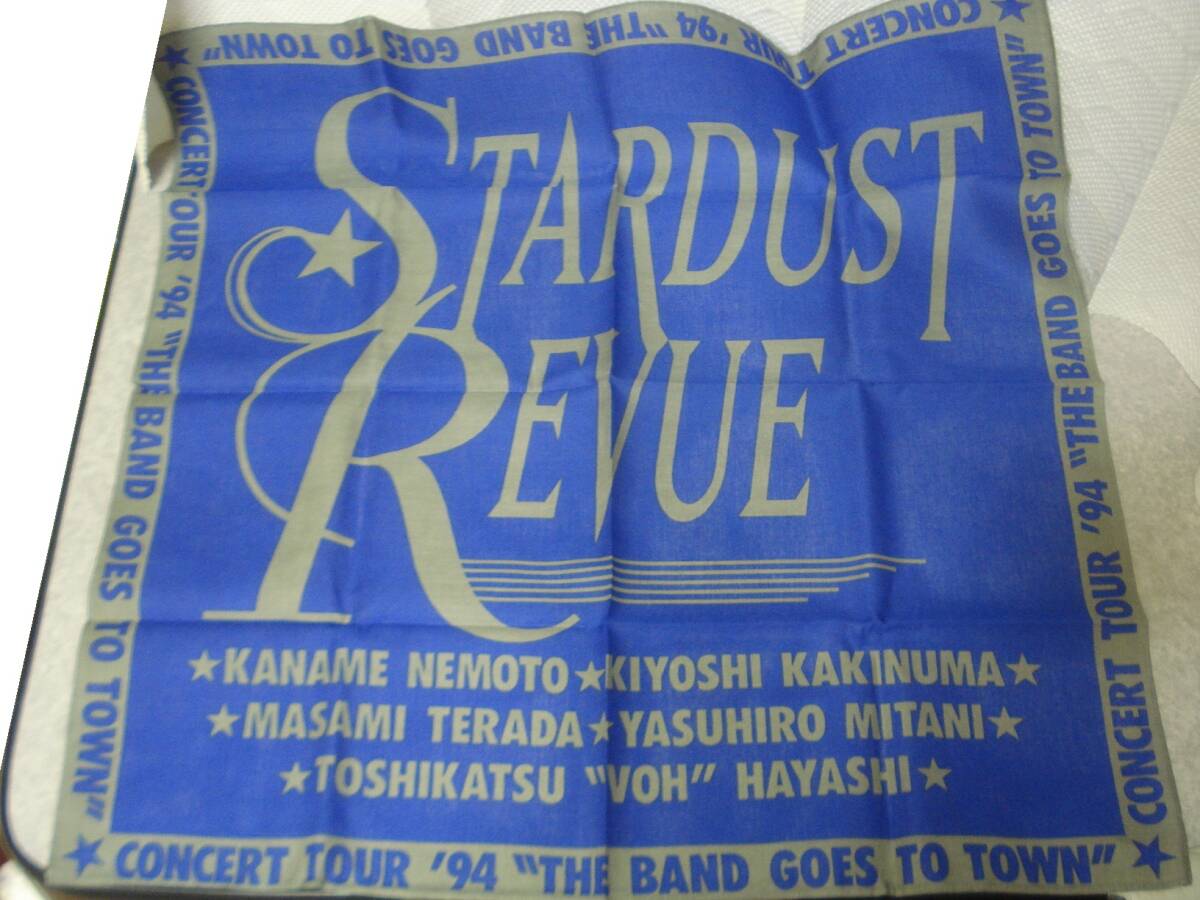 ★ CONCERT TOUR '94 "THE BAND GOES TO TOWN"
STARDUST
REVUE
★KANAME NEMOTO★KIYOSHI KAKINUMA★
★MASAMI TERADA★YASUHIRO MITANI★
★TOSHIKATSU "VOH" HAYASHI★
★ CONCERT TOUR '94 "THE BAND GOES TO TOWN"
★ CONCERT TOUR '94 "THE BAND GOES TO TOWN"
★ CONCERT TOUR '94 "THE BAND GOES TO TOWN" ★